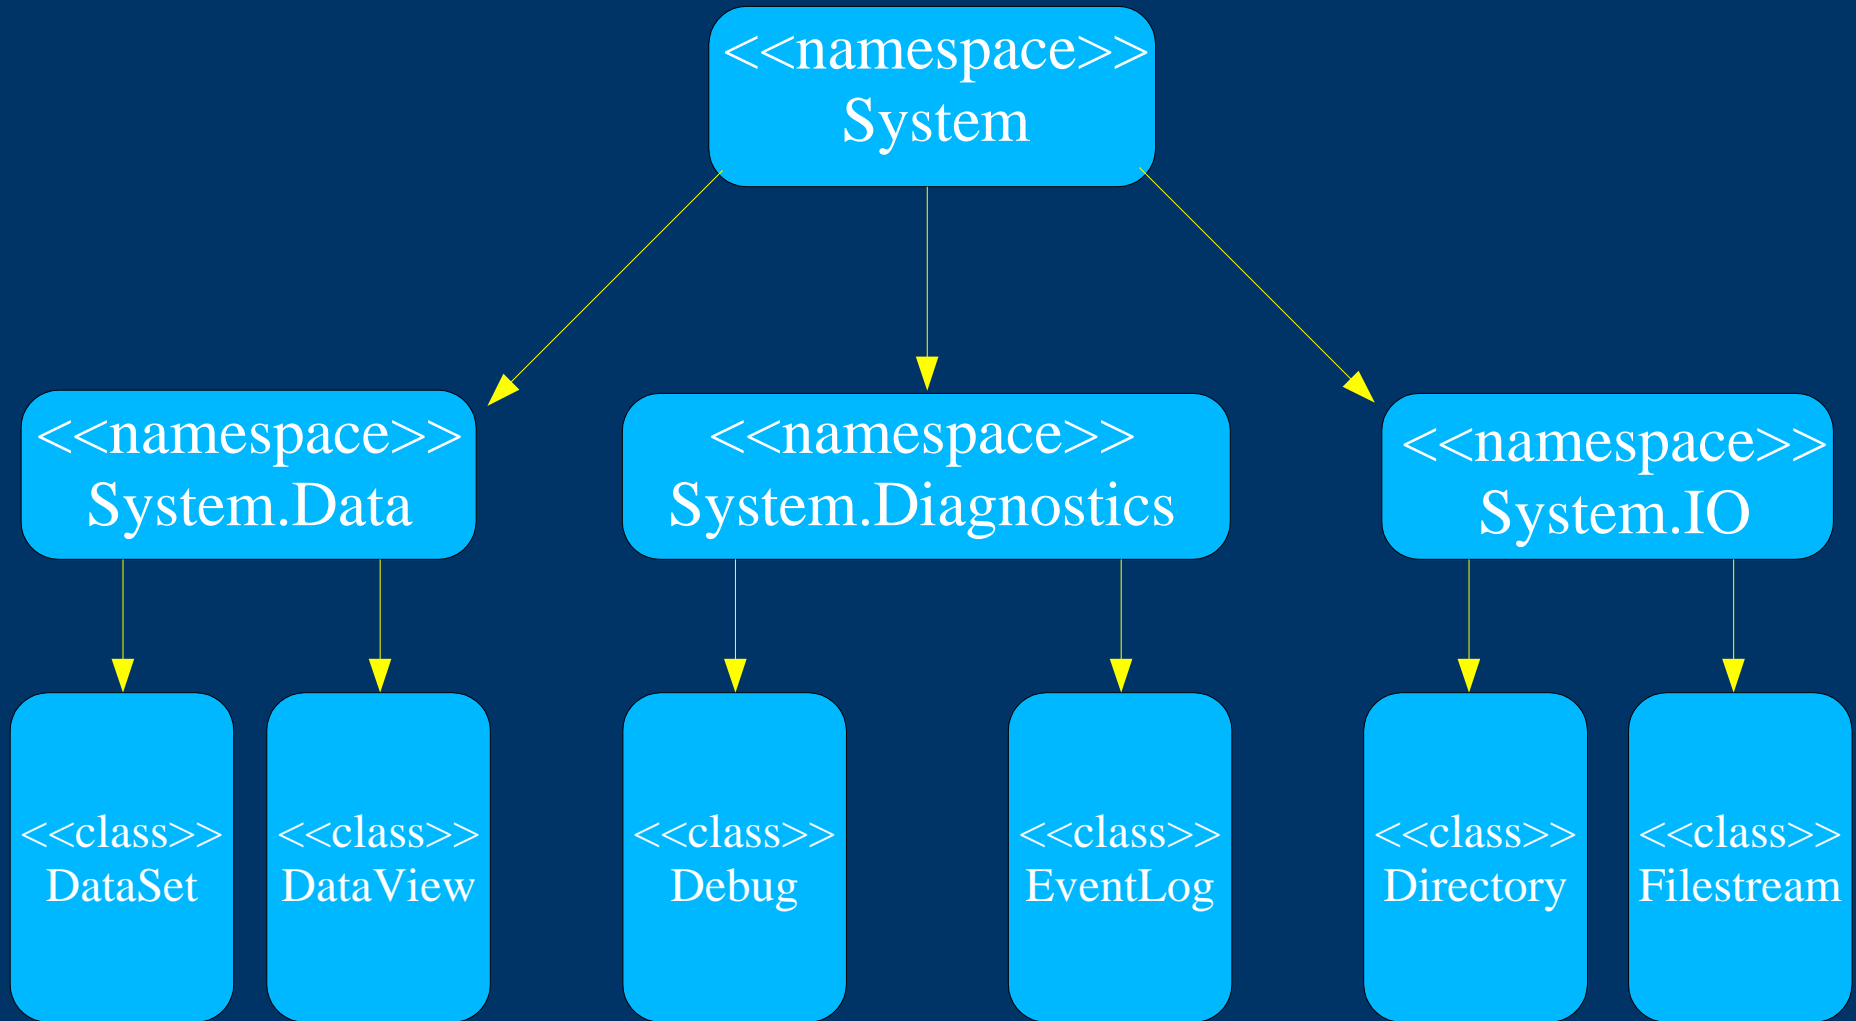 <<namespace>>
System
<<namespace>>
System.Data
<<namespace>>
System.Diagnostics
<<namespace>>
System.IO
<<class>>
DataSet
<<class>>
DataView
<<class>>
Debug
<<class>>
EventLog
<<class>>
Directory
<<class>>
Filestream